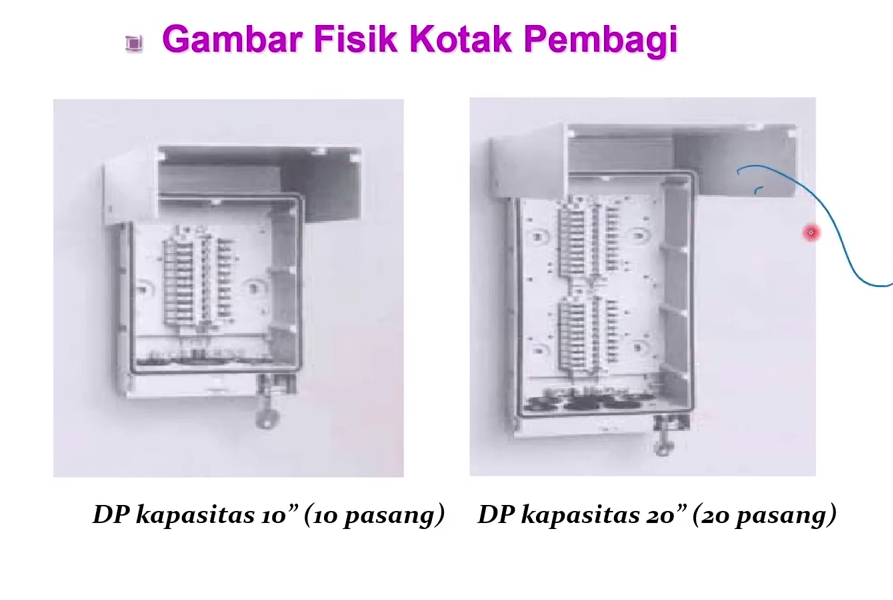 Gambar Fisik Kotak Pembagi
DP kapasitas 10” (10 pasang)
DP kapasitas 20” (20 pasang)